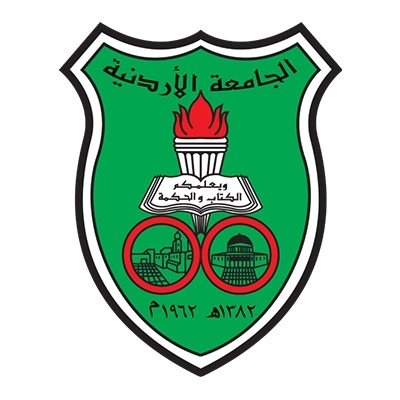 الجامعة الأردنية
ويعلمكم
الكتاب والحكمة
١٣٨٢هـ ١٩٦٢م